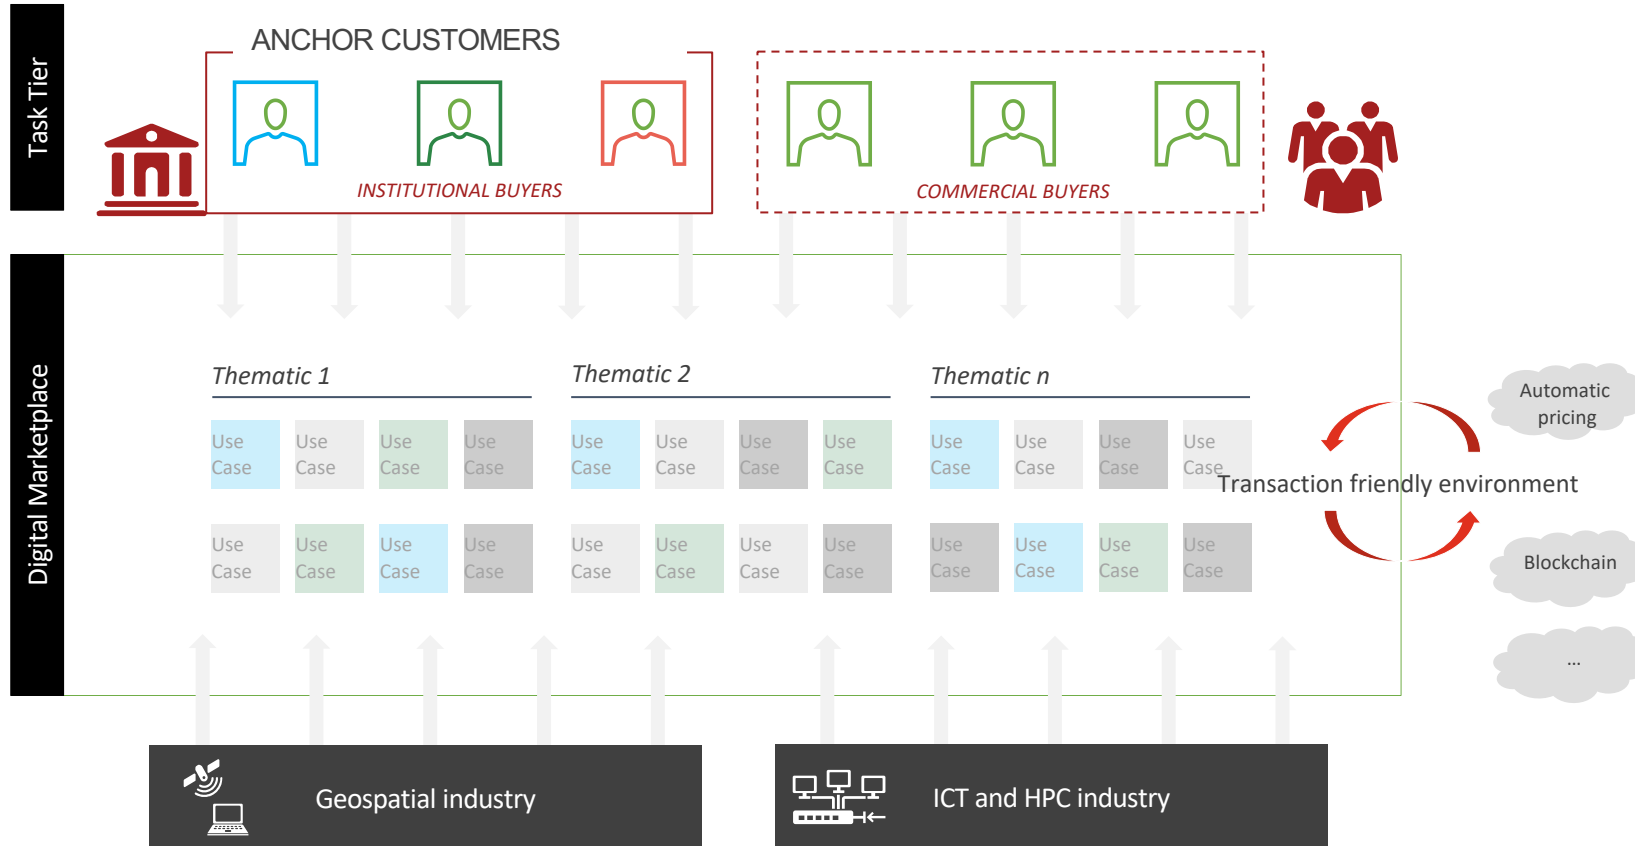 Task Tier
ANCHOR CUSTOMERS
INSTITUTIONAL BUYERS
COMMERCIAL BUYERS
Digital Marketplace
Thematic 1
Thematic 2
Thematic n
Use
Case
Use
Case
Use
Case
Use
Case
Use
Case
Use
Case
Use
Case
Use
Case
Use
Case
Use
Case
Use
Case
Use
Case
Use
Case
Use
Case
Use
Case
Use
Case
Use
Case
Use
Case
Use
Case
Use
Case
Use
Case
Use
Case
Use
Case
Use
Case
Automatic
pricing
Transaction friendly environment
Blockchain
...
Geospatial industry
ICT and HPC industry